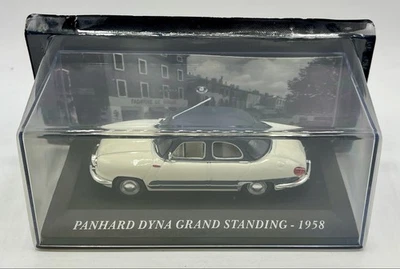 PANHARD DYNA GRAND STANDING - 1958